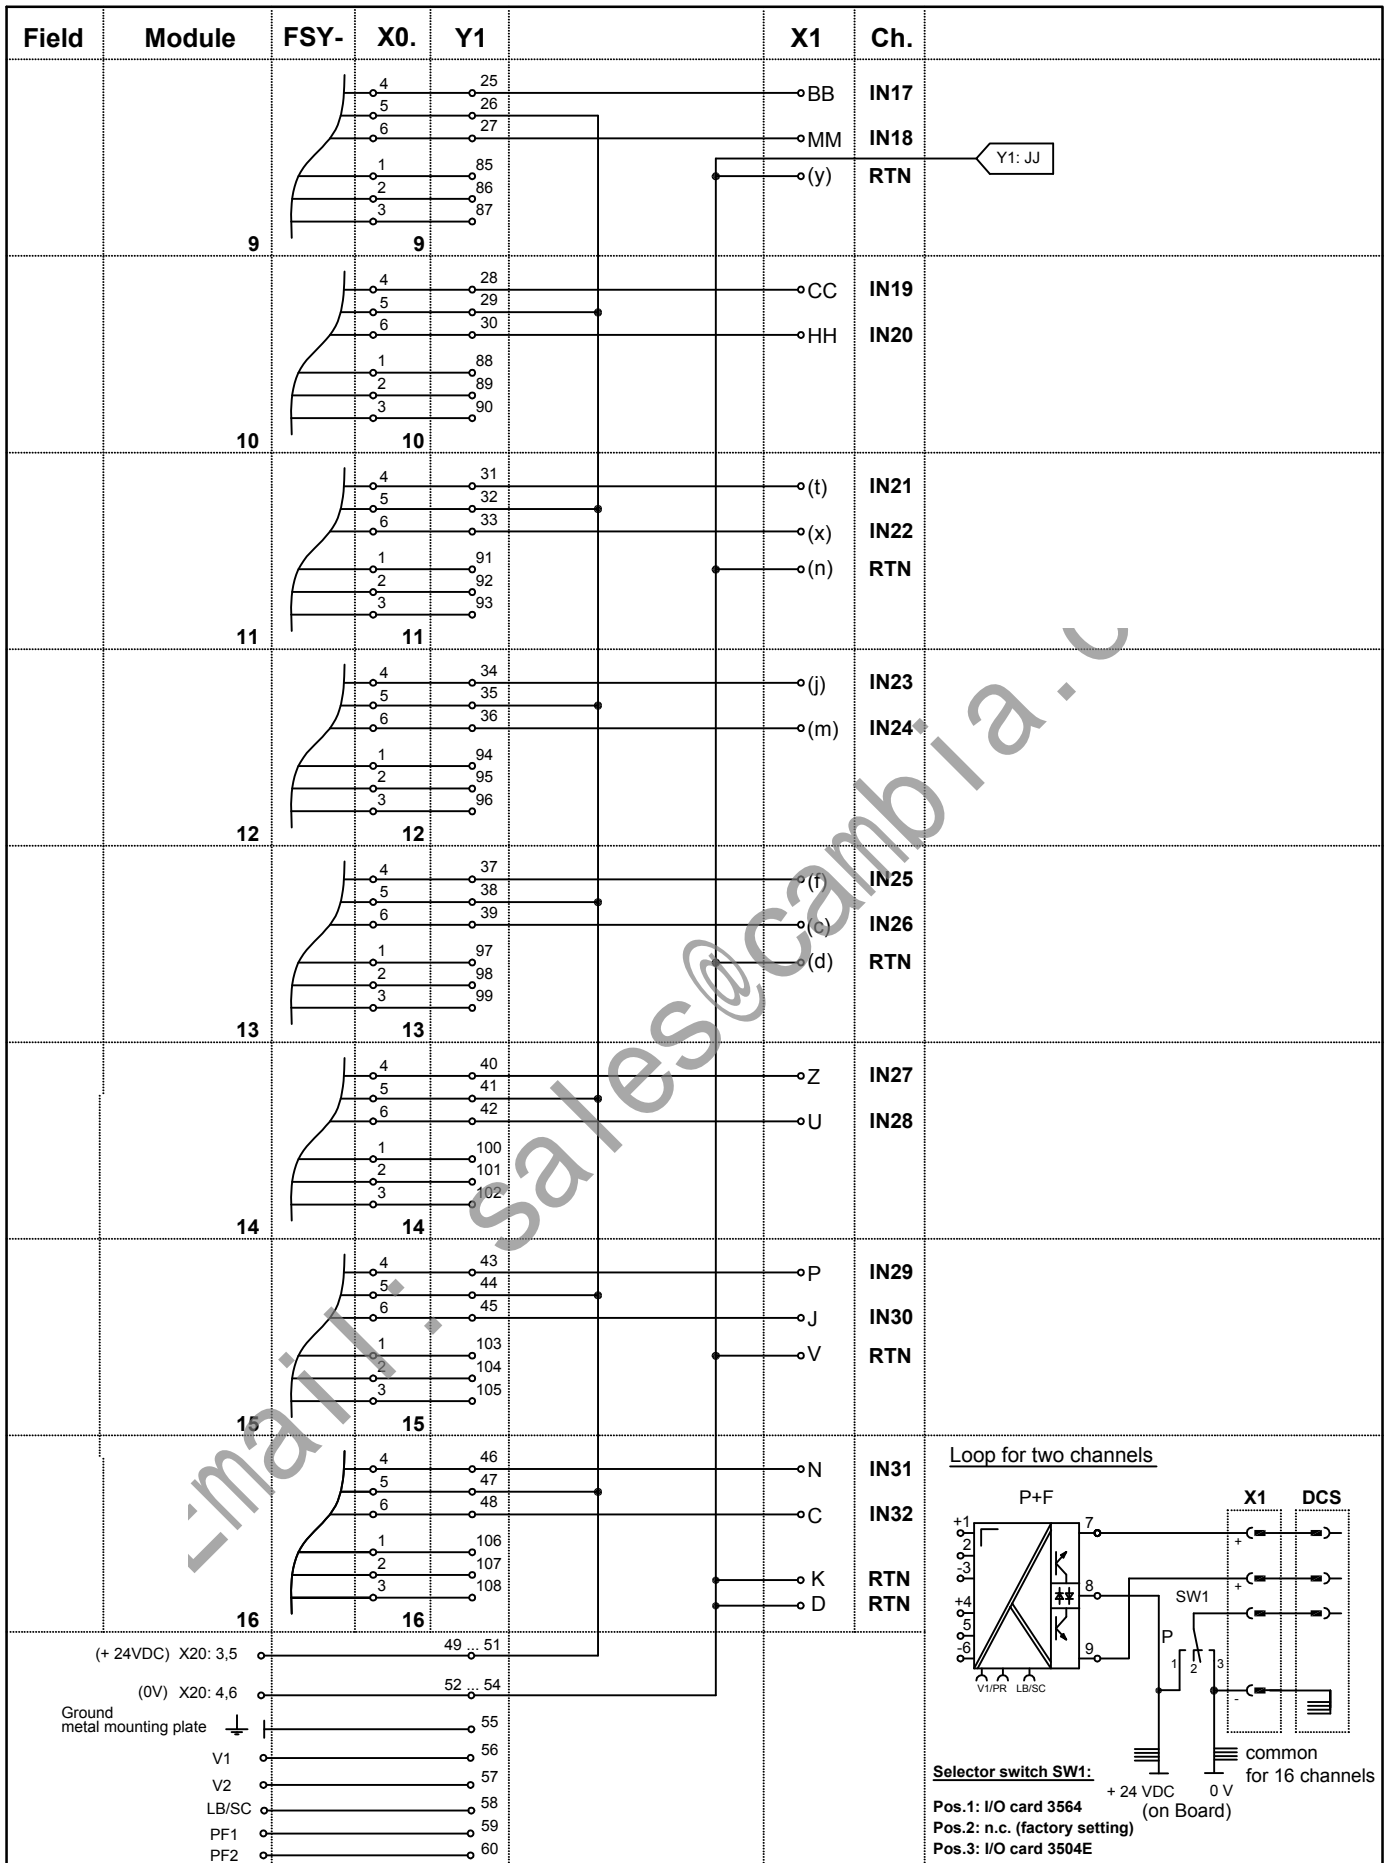 Field Module FSY- X0. Y1 X1 Ch.
4 25 BB IN17
5 26
6 27 MM IN18
Y1: JJ
1 85 (y) RTN
2 86
3 87
9 9
4 28 CC IN19
5 29
6 30 HH IN20
1 88
2 89
3 90
10 10
4 31 (t) IN21
5 32
6 33 (x) IN22
1 91 (n) RTN
2 92
3 93
11 11
4 34 (j) IN23
5 35
6 36 (m) IN24
1 94
2 95
3 96
12 12
4 37 (f) IN25
5 38
6 39 (c) IN26
1 97 (d) RTN
2 98
3 99
13 13
4 40 Z IN27
5 41
6 42 U IN28
1 100
2 101
3 102
14 14
4 43 P IN29
5 44
6 45 J IN30
1 103 V RTN
2 104
3 105
15 15
4 46 N IN31
5 47
6 48 C IN32
1 106
2 107
3 108 K RTN
D RTN
16 16
(+ 24VDC) X20: 3,5 49 ... 51
(0V) X20: 4,6 52 ... 54
Ground
metal mounting plate 55
V1 56
V2 57
LB/SC 58
PF1 59
PF2 60
Loop for two channels
P+F X1 DCS
+1 7 +
2
-3 8 +
SW1
+4
5 P
-6 9 1 2 3
V1/PR LB/SC -
common
for 16 channels
+ 24 VDC 0 V
(on Board)
Selector switch SW1:
Pos.1: I/O card 3564
Pos.2: n.c. (factory setting)
Pos.3: I/O card 3504E
Email: sales@cambia.c